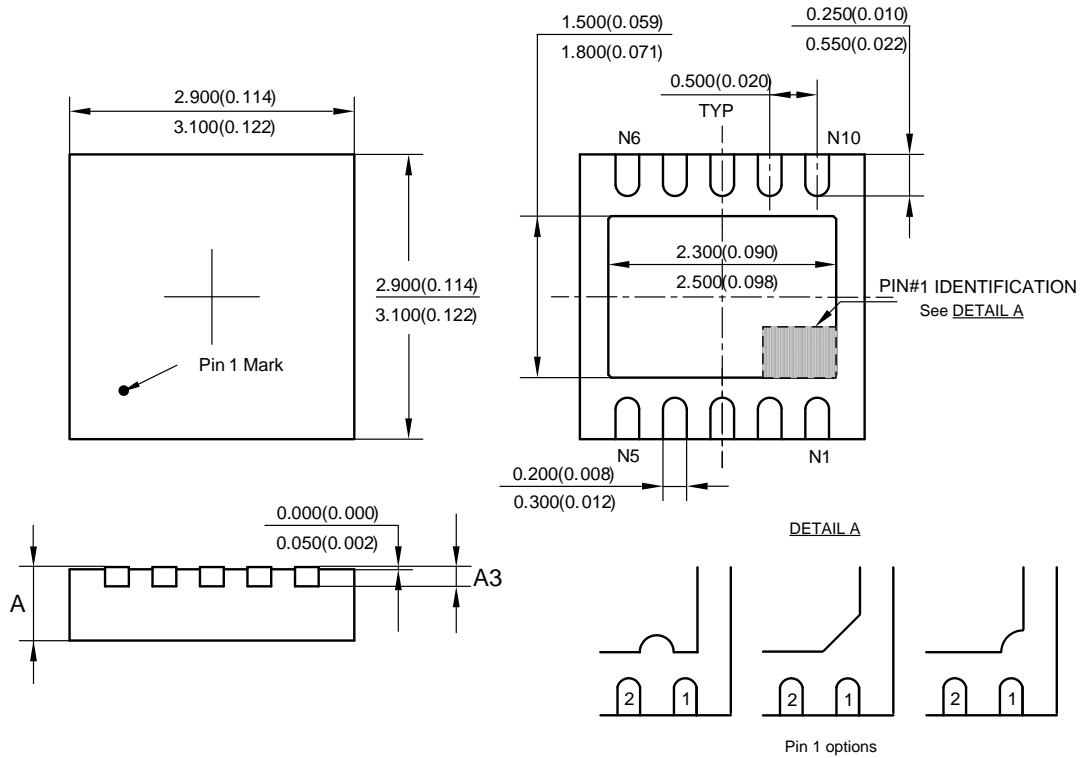 1.500(0.059)
1.800(0.071)
0.250(0.010)
0.550(0.022)
0.500(0.020)
TYP
2.900(0.114)
3.100(0.122)
N6
N10
2.900(0.114)
3.100(0.122)
2.300(0.090)
2.500(0.098)
PIN#1 IDENTIFICATION
See DETAIL A
Pin 1 Mark
N5
N1
0.200(0.008)
0.300(0.012)
0.000(0.000)
0.050(0.002)
A
A3
DETAIL A
2 1
2 1
2 1
Pin 1 options